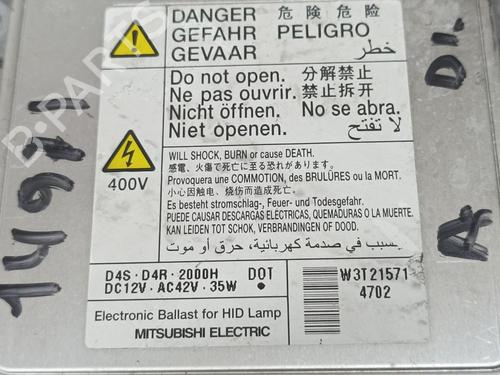 DANGER 危 険 危 险
GEFAHR PELIGRO
GEVAAR خطر
Do not open. 分解禁止
Ne pas ouvrir. 禁止拆开
Nicht öffnen. No se abra.
Niet openen. لا تفتح
400V
WILL SHOCK, BURN or cause DEATH.
感電、火傷で死亡に至る恐れがあります。
Provoquera une COMMOTION, des BRULÛRES ou la MORT.
小心因触电、烧伤而造成死亡。
Es besteht stromschlag-, Feuer- und Todesgefahr.
PUEDE CAUSAR DESCARGAS ELECTRICAS, QUEMADURAS O LA MUERTE.
KAN LEIDEN TOT SCHOK, VERBRANDINGEN OF DOOD.
يسبب في صدمة كهربائية، حرق أو موت
D4S · D4R · 2000H DOT W3T21571
DC12V · AC42V · 35W ● 4702
Electronic Ballast for HID Lamp
MITSUBISHI ELECTRIC
B-PARTS